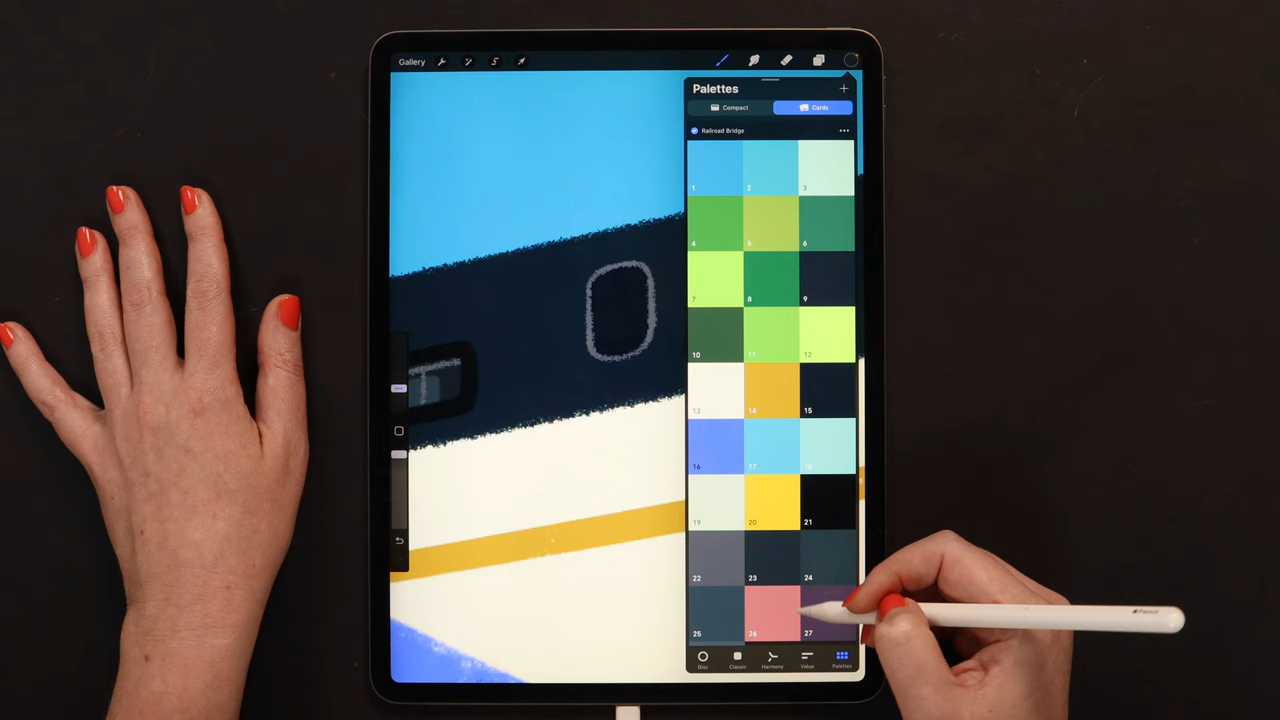 Gallery
Palettes
Compact
Cards
Railroad Bridge
1
2
3
4
5
6
7
8
9
10
11
12
13
14
15
16
17
18
19
20
21
22
23
24
25
26
27
Disc
Classic
Harmony
Value
Palettes
Pencil